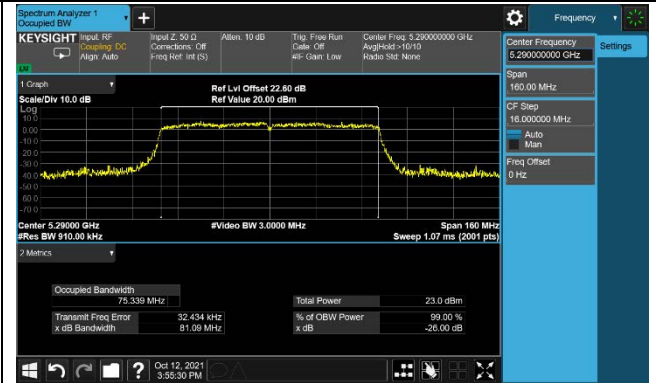 Spectrum Analyzer 1
Occupied BW
+
Frequency
KEYSIGHT
Input: RF
Coupling: DC
Align: Auto
Input Z: 50 Ω
Corrections: Off
Freq Ref: Int (S)
Atten: 10 dB
Trig: Free Run
Gate: Off
#IF Gain: Low
Center Freq: 5.290000000 GHz
Avg|Hold:>10/10
Radio Std: None
Center Frequency
5.290000000 GHz
Settings
Span
160.00 MHz
CF Step
16.000000 MHz
Auto
Man
Freq Offset
0 Hz
1 Graph
Scale/Div 10.0 dB
Ref Lvl Offset 22.60 dB
Ref Value 20.00 dBm
Log
10.0
0.00
-10.0
-20.0
-30.0
-40.0
-50.0
-60.0
-70.0
Center 5.29000 GHz
#Res BW 910.00 kHz
#Video BW 3.0000 MHz
Span 160 MHz
Sweep 1.07 ms (2001 pts)
2 Metrics
Occupied Bandwidth
75.339 MHz
Total Power 23.0 dBm
Transmit Freq Error 32.434 kHz
x dB Bandwidth 81.09 MHz
% of OBW Power 99.00 %
x dB -26.00 dB
?
Oct 12, 2021
3:55:30 PM